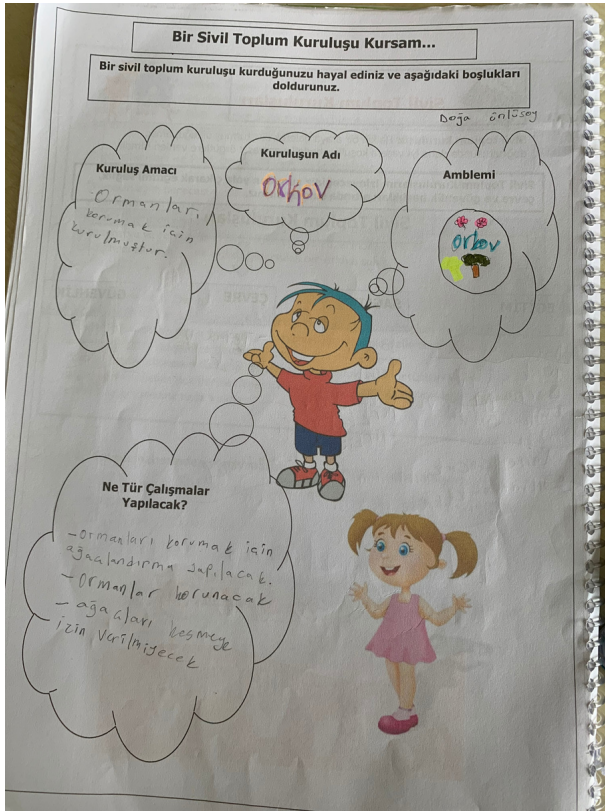 Bir Sivil Toplum Kuruluşu Kursam...
Bir sivil toplum kuruluşu kurduğunuzu hayal ediniz ve aşağıdaki boşlukları
doldurunuz.
Doğa ünlüsoy
Kuruluş Amacı
Ormanları
korumak için
kurulmuştur.
Kuruluşun Adı
Orkov
Amblemi
Orkov
Ne Tür Çalışmalar
Yapılacak?
-Ormanları korumak için
ağaçlandırma yapılacak.
-Ormanlar korunacak
- ağaçları kesmeye
izin verilmiyecek